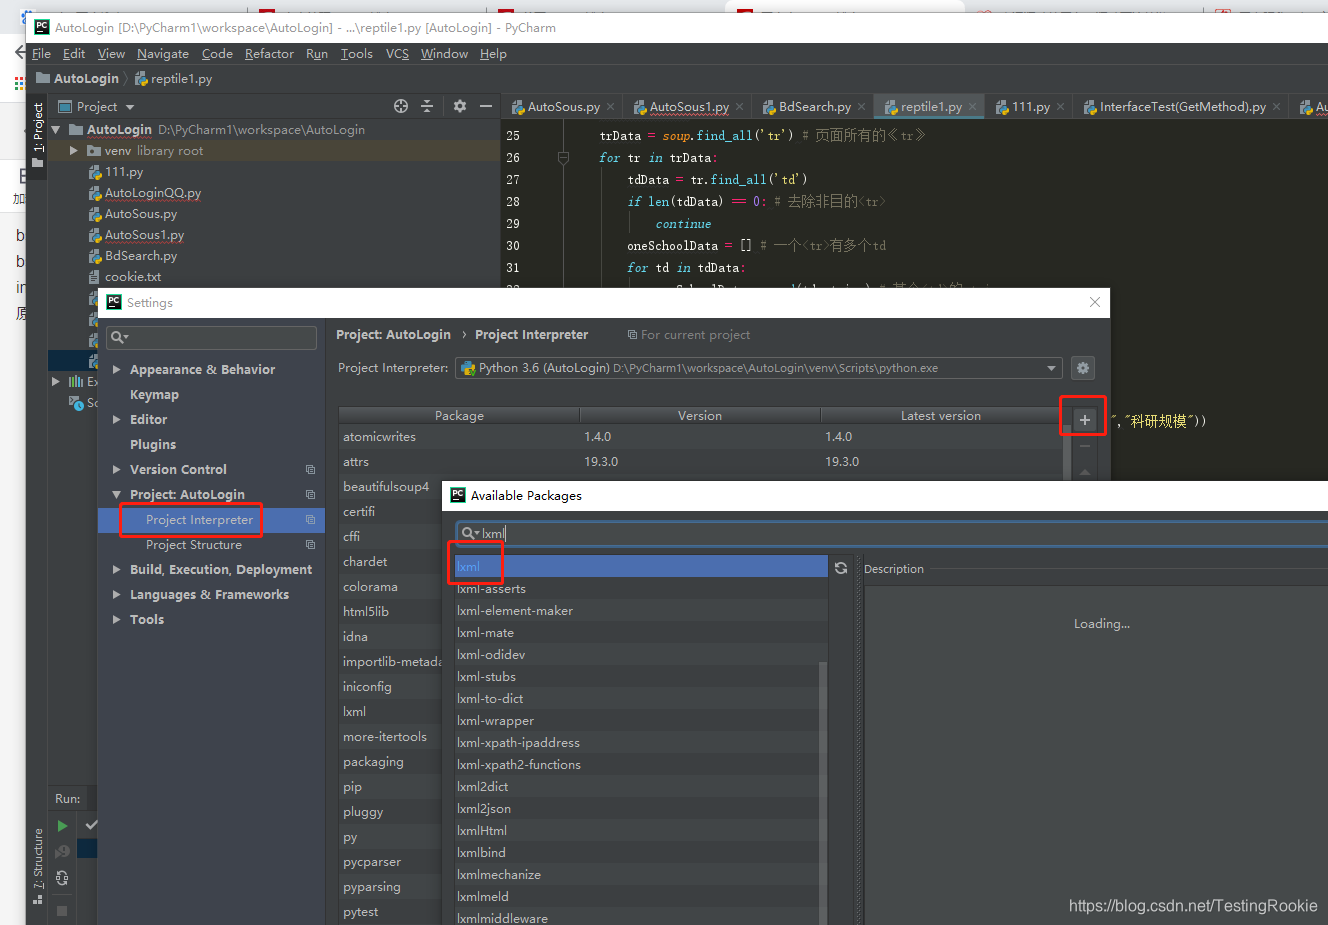 AutoLogin [D:\PyCharm1\workspace\AutoLogin] - ...\reptile1.py [AutoLogin] - PyCharm
File Edit View Navigate Code Refactor Run Tools VCS Window Help
AutoLogin reptile1.py
Project
AutoSous.py AutoSous1.py BdSearch.py reptile1.py 111.py InterfaceTest(GetMethod).py
1: Project
AutoLogin D:\PyCharm1\workspace\AutoLogin
venv library root
111.py
AutoLoginQQ.py
AutoSous.py
AutoSous1.py
BdSearch.py
cookie.txt
25 trData = soup.find_all('tr') # 页面所有的《tr》
26 for tr in trData:
27 tdData = tr.find_all('td')
28 if len(tdData) == 0: # 去除非目的<tr>
29 continue
30 oneSchoolData = [] # 一个<tr>有多个td
31 for td in tdData:
","科研规模"))
Settings
Project: AutoLogin › Project Interpreter For current project
Project Interpreter: Python 3.6 (AutoLogin) D:\PyCharm1\workspace\AutoLogin\venv\Scripts\python.exe
Appearance & Behavior
Keymap
Editor
Plugins
Version Control
Project: AutoLogin
Project Interpreter
Project Structure
Build, Execution, Deployment
Languages & Frameworks
Tools
Package Version Latest version
atomicwrites 1.4.0 1.4.0
attrs 19.3.0 19.3.0
beautifulsoup4
certifi
cffi
chardet
colorama
html5lib
idna
importlib-metada
iniconfig
lxml
more-itertools
packaging
pip
pluggy
py
pycparser
pyparsing
pytest
Available Packages
lxml
lxml
lxml-asserts
lxml-element-maker
lxml-mate
lxml-odidev
lxml-stubs
lxml-to-dict
lxml-wrapper
lxml-xpath-ipaddress
lxml-xpath2-functions
lxml2dict
lxml2json
lxmlHtml
lxmlbind
lxmlmechanize
lxmlmeld
lxmlmiddleware
Description
Loading...
Run:
7: Structure
https://blog.csdn.net/TestingRookie